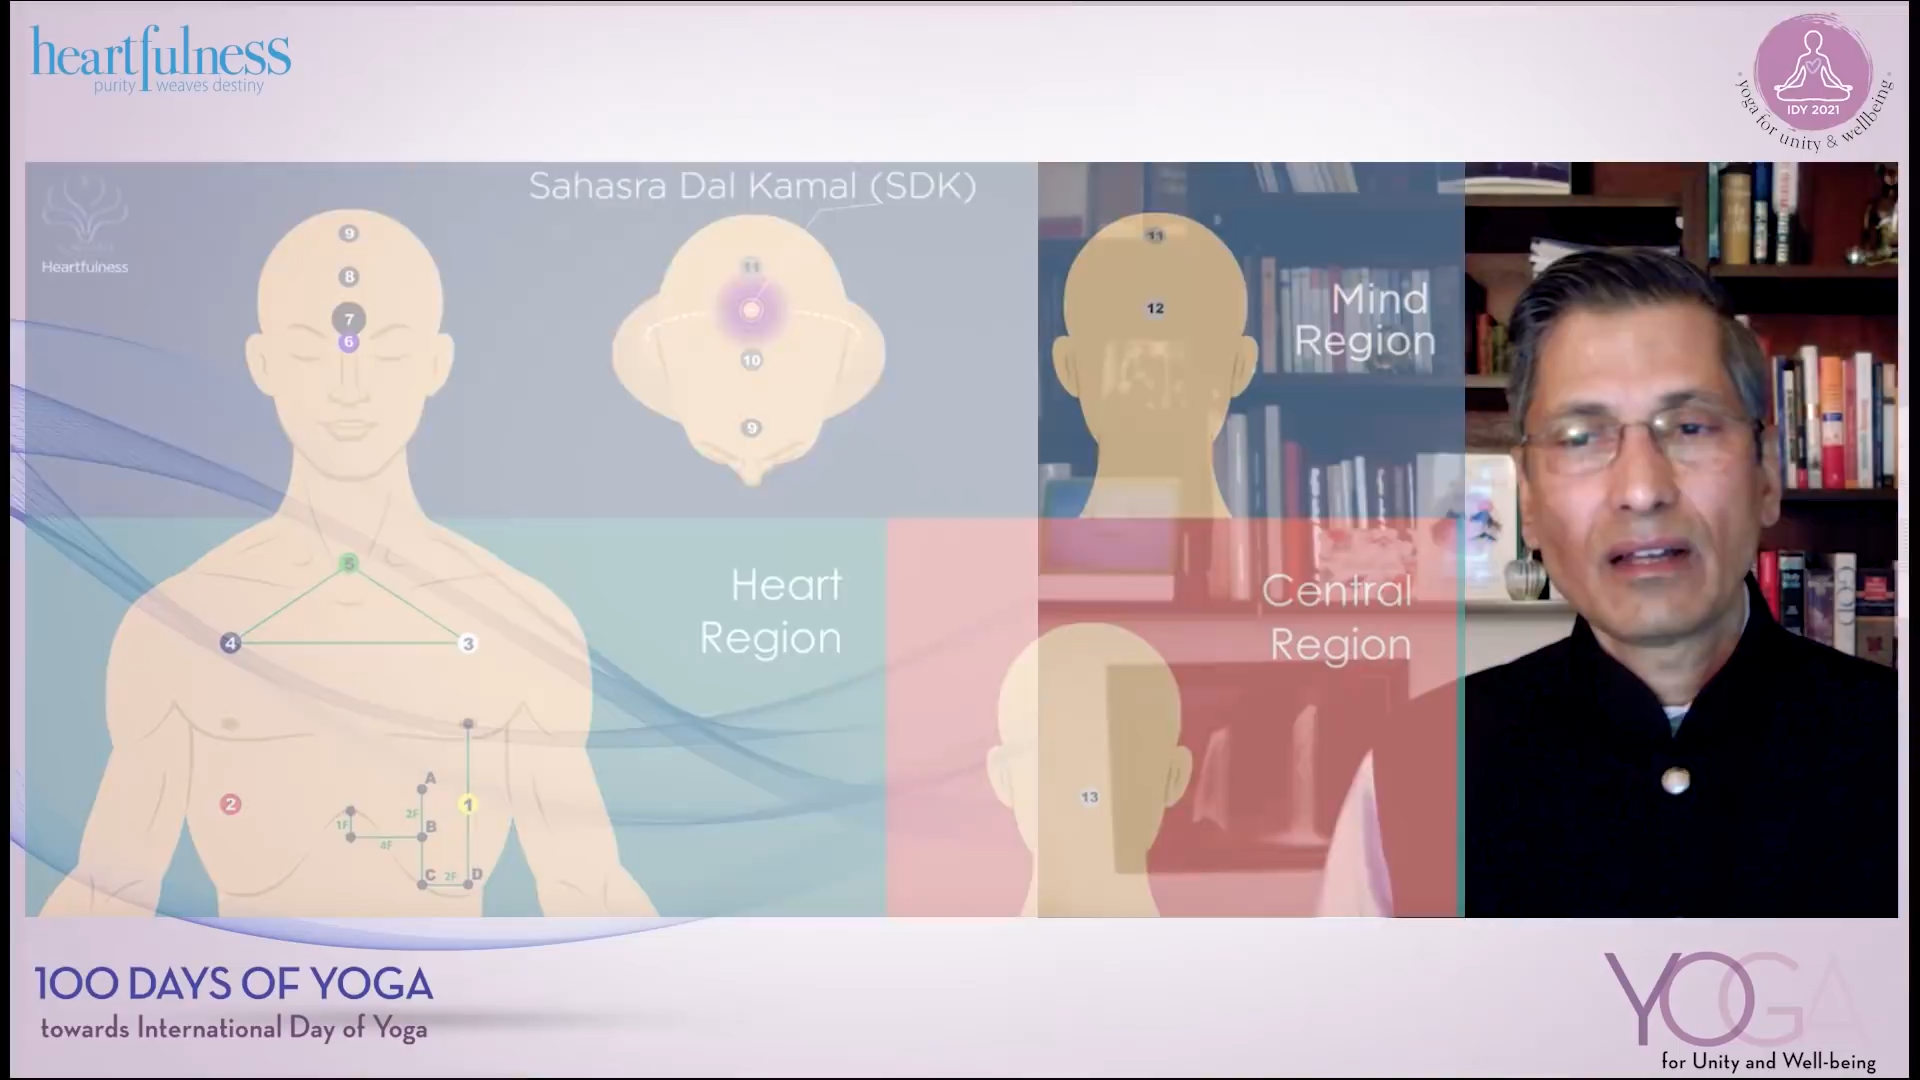 heartfulness
purity weaves destiny
IDY 2021
yoga for unity & wellbeing
Heartfulness
Sahasra Dal Kamal (SDK)
9
8
7
6
11
10
9
11
12
Mind
Region
5
4
3
Heart
Region
Central
Region
2
1
A
2F
B
1F
4F
C
2F
D
13
100 DAYS OF YOGA
towards International Day of Yoga
YOGA
for Unity and Well-being
GOD